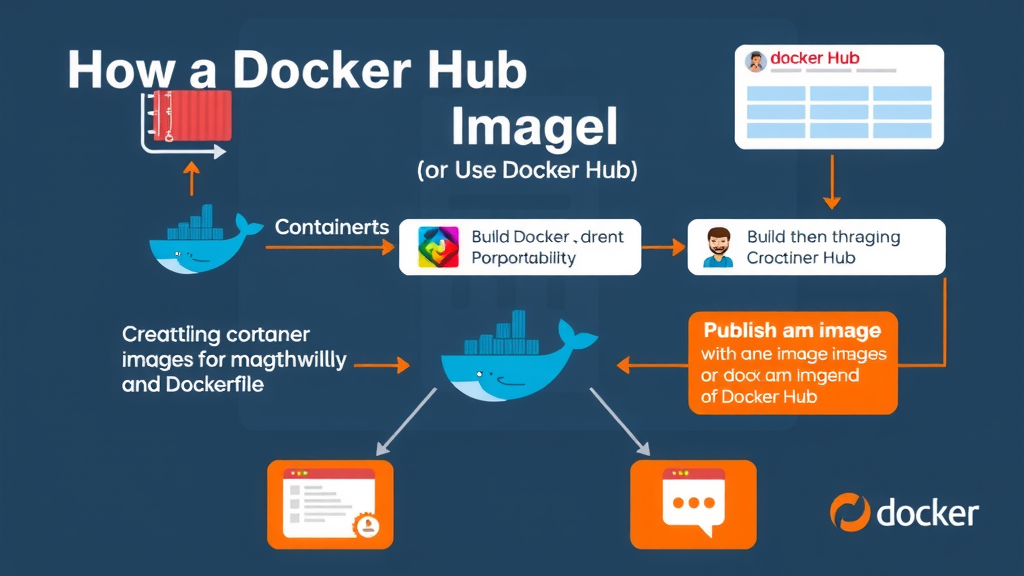 How a Docker Hub
Imagel
(or Use Docker Hub)
docker Hub
Containerts
Build Docker . drent
Porportability
Build then thraging
Croctiner Hub
Creattling cortaner
images for magthwillly
and Dockerfile
Publish am image
with ane image images
or dock am imgend
of Docker Hub
docker